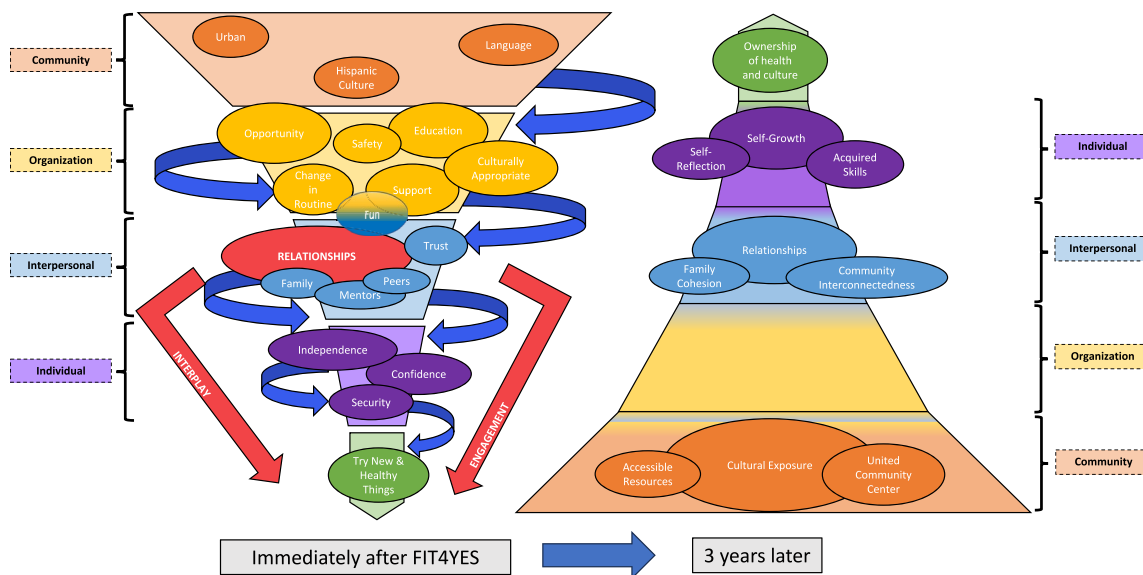 Community
Urban
Language
Hispanic
Culture
Organization
Opportunity
Education
Safety
Culturally
Appropriate
Change
in
Routine
Support
Fun
Interpersonal
RELATIONSHIPS
Trust
Family
Peers
Mentors
Individual
Independence
Confidence
Security
INTERPLAY
ENGAGEMENT
Try New &
Healthy
Things
Immediately after FIT4YES
Ownership
of health
and culture
Individual
Self-Growth
Self-
Reflection
Acquired
Skills
Interpersonal
Relationships
Family
Cohesion
Community
Interconnectedness
Organization
Community
Cultural Exposure
Accessible
Resources
United
Community
Center
3 years later